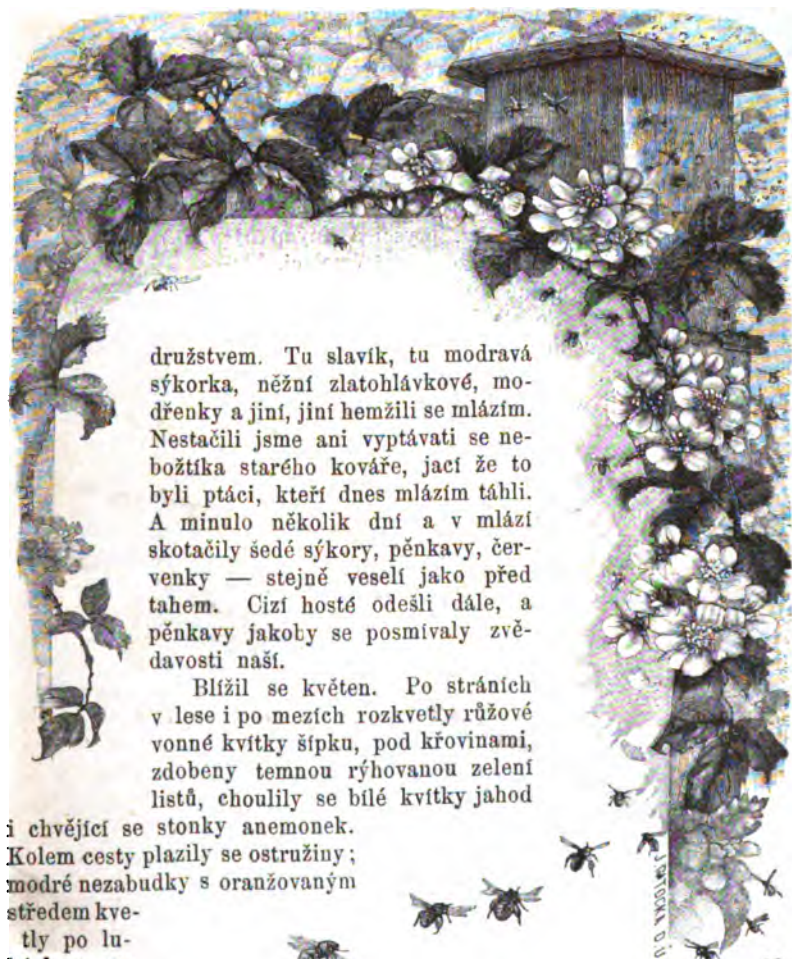 družstvem. Tu slavík, tu modravá
sýkorka, něžní zlatohlávkové, mo-
dřenky a jiní, jiní hemžili se mlázím.
Nestačili jsme ani vyptávati se ne-
božtíka starého kováře, jací že to
byli ptáci, kteří dnes mlázím táhli.
A minulo několik dní a v mlází
skotačily šedé sýkory, pěnkavy, čer-
venky — stejně veselí jako před
tahem. Cizí hosté odešli dále, a
pěnkavy jakoby se posmívaly zvě-
davosti naší.
Blížil se květen. Po stráních
v lese i po mezích rozkvetly růžové
vonné kvítky šípku, pod křovinami,
zdobeny temnou rýhovanou zelení
listů, choulily se bílé kvítky jahod
i chvějící se stonky anemonek.
Kolem cesty plazily se ostružiny;
modré nezabudky s oranžovaným
středem kve-
tly po lu-